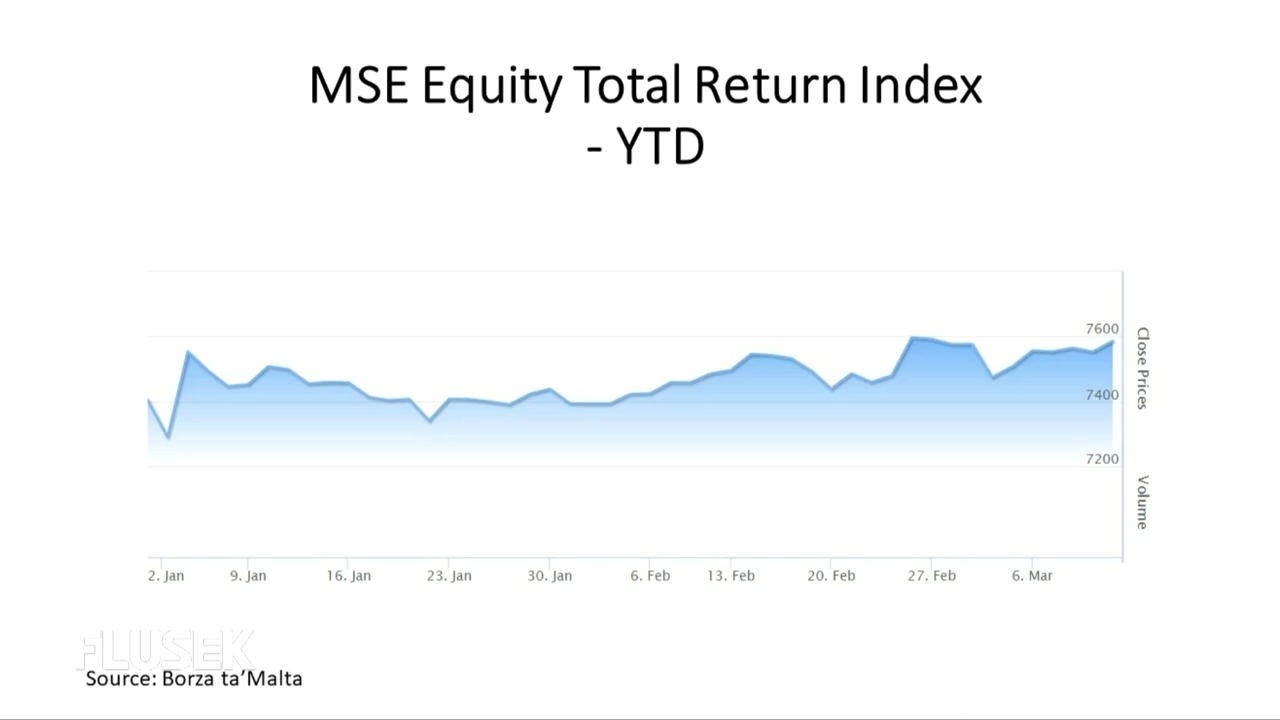 MSE Equity Total Return Index
- YTD
7600
7400
7200
Close Prices
Volume
2. Jan 9. Jan 16. Jan 23. Jan 30. Jan 6. Feb 13. Feb 20. Feb 27. Feb 6. Mar
FLUSEK
Source: Borza ta’Malta